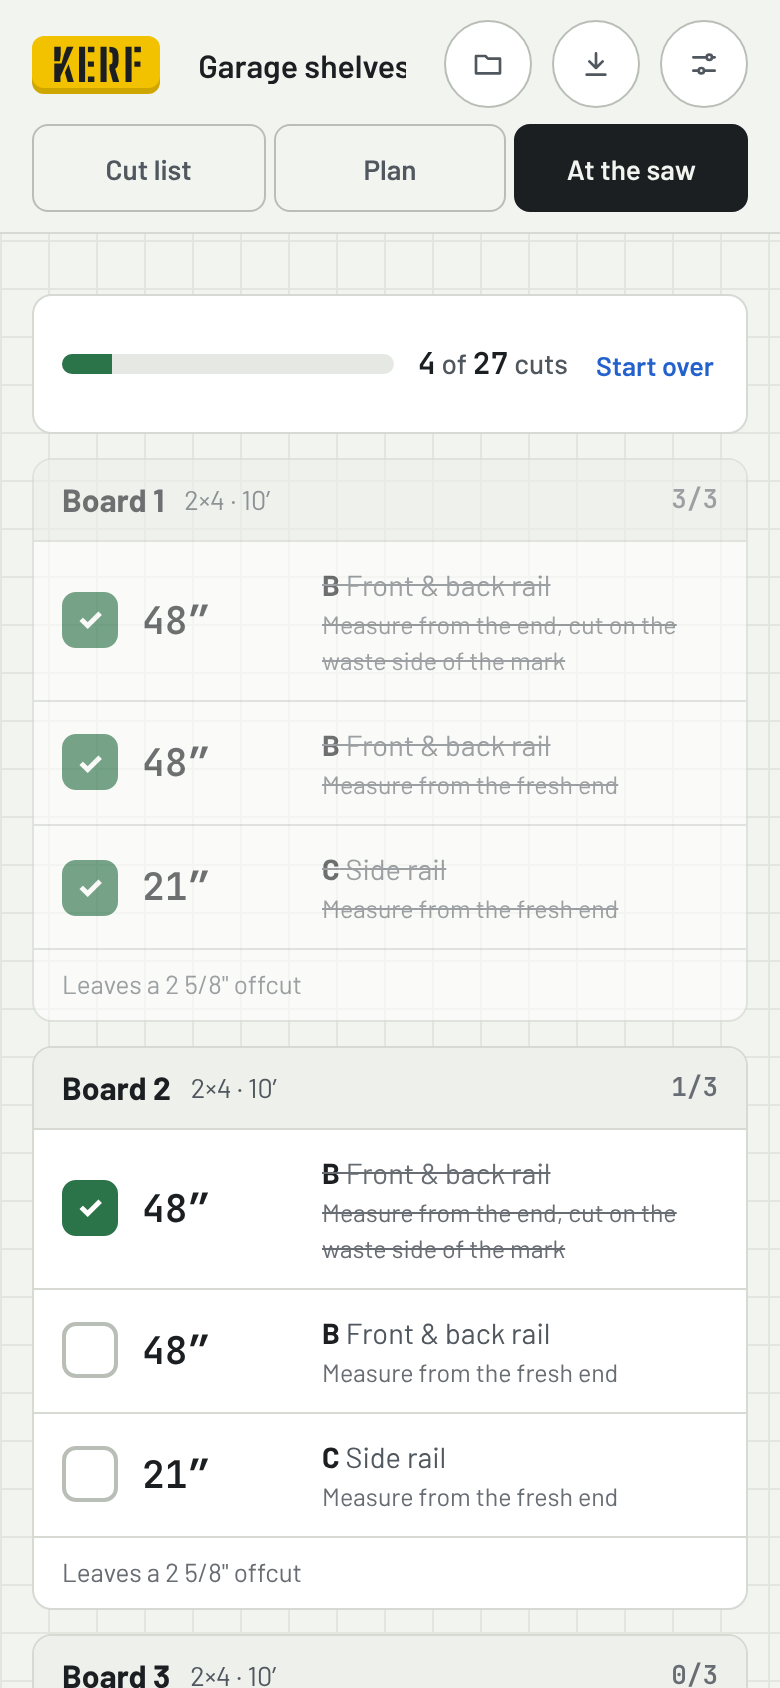 KERF Garage shelves
Cut list Plan At the saw
4 of 27 cuts Start over
Board 1 2×4 · 10′ 3/3
48″ B Front & back rail
Measure from the end, cut on the
waste side of the mark
48″ B Front & back rail
Measure from the fresh end
21″ C Side rail
Measure from the fresh end
Leaves a 2 5/8" offcut
Board 2 2×4 · 10′ 1/3
48″ B Front & back rail
Measure from the end, cut on the
waste side of the mark
48″ B Front & back rail
Measure from the fresh end
21″ C Side rail
Measure from the fresh end
Leaves a 2 5/8" offcut
Board 3 2×4 · 10′ 0/3